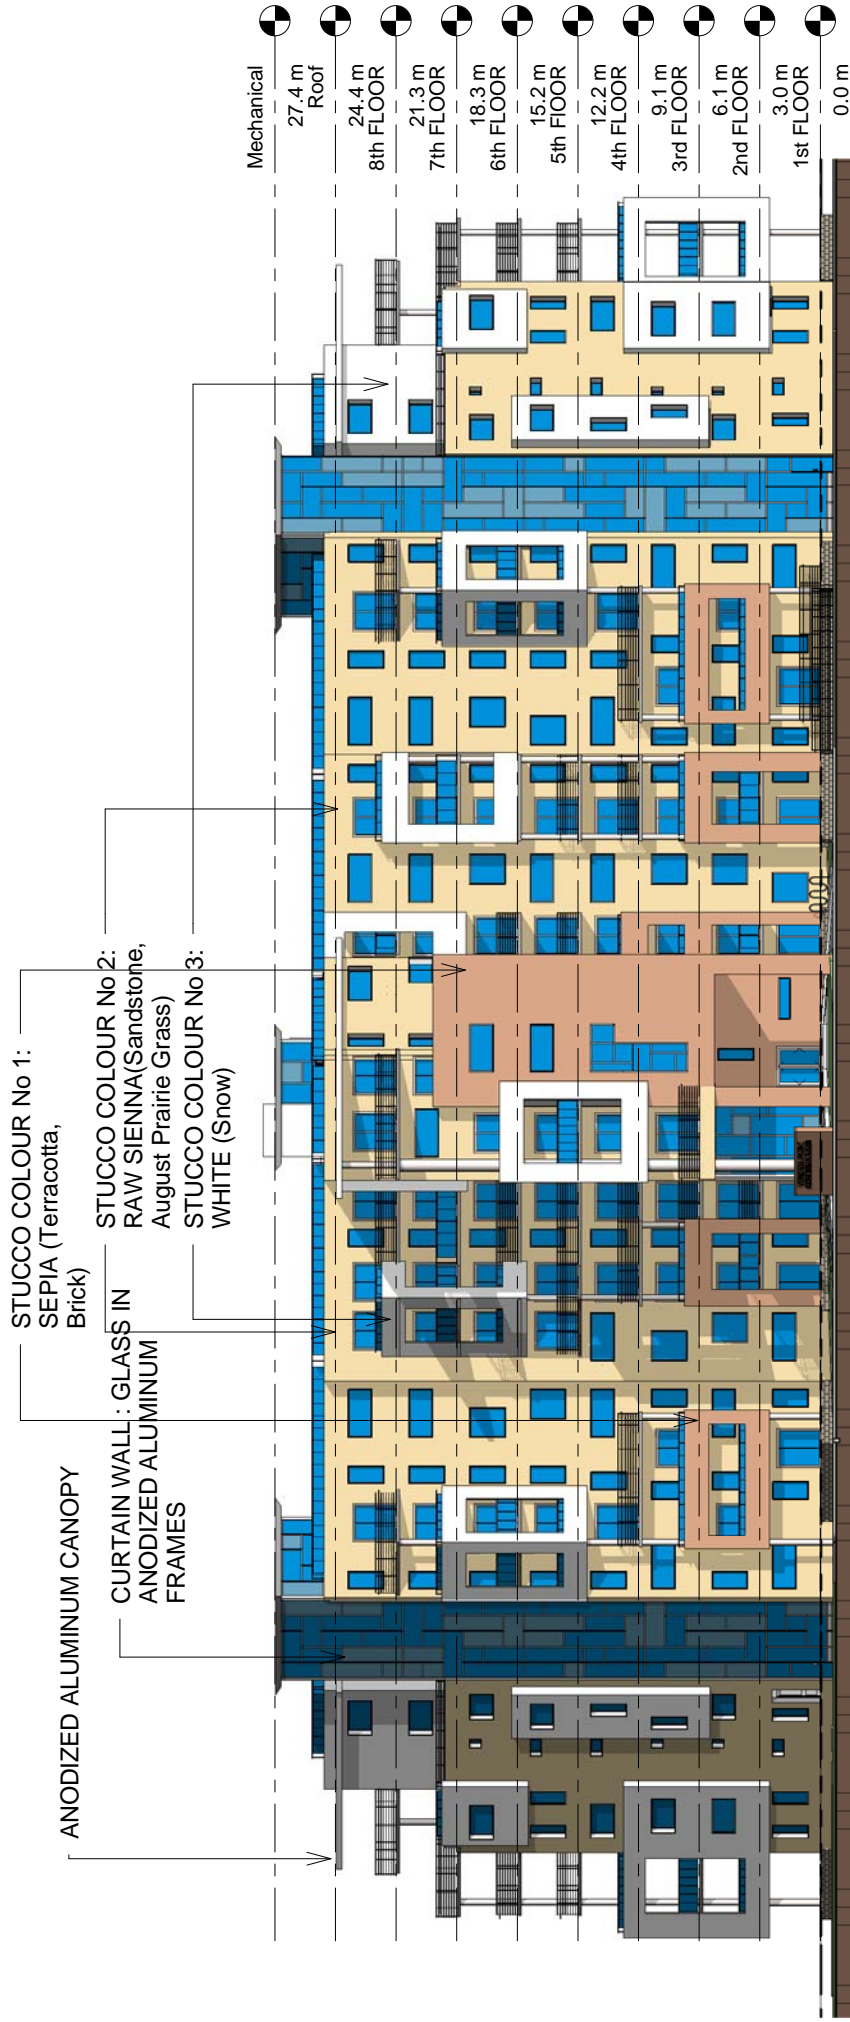 ANODIZED ALUMINUM CANOPY
CURTAIN WALL : GLASS IN
ANODIZED ALUMINUM
FRAMES
STUCCO COLOUR No 1:
SEPIA (Terracotta,
Brick)
STUCCO COLOUR No 2:
RAW SIENNA(Sandstone,
August Prairie Grass)
STUCCO COLOUR No 3:
WHITE (Snow)
Mechanical
27.4 m
Roof
24.4 m
8th FLOOR
21.3 m
7th FLOOR
18.3 m
6th FLOOR
15.2 m
5th FlOOR
12.2 m
4th FLOOR
9.1 m
3rd FLOOR
6.1 m
2nd FLOOR
3.0 m
1st FLOOR
0.0 m